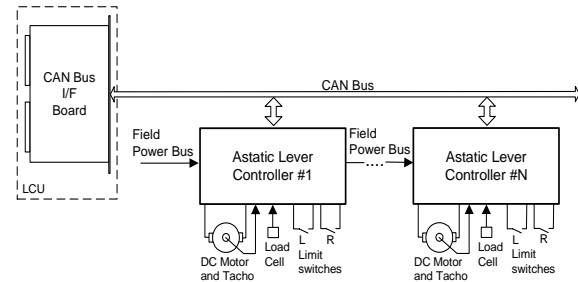 CAN Bus
I/F
Board
LCU
CAN Bus
Field
Power Bus
Astatic Lever
Controller #1
Field
Power Bus
....
Astatic Lever
Controller #N
DC Motor
and Tacho
Load
Cell
L
R
Limit
switches
DC Motor
and Tacho
Load
Cell
L
R
Limit
switches